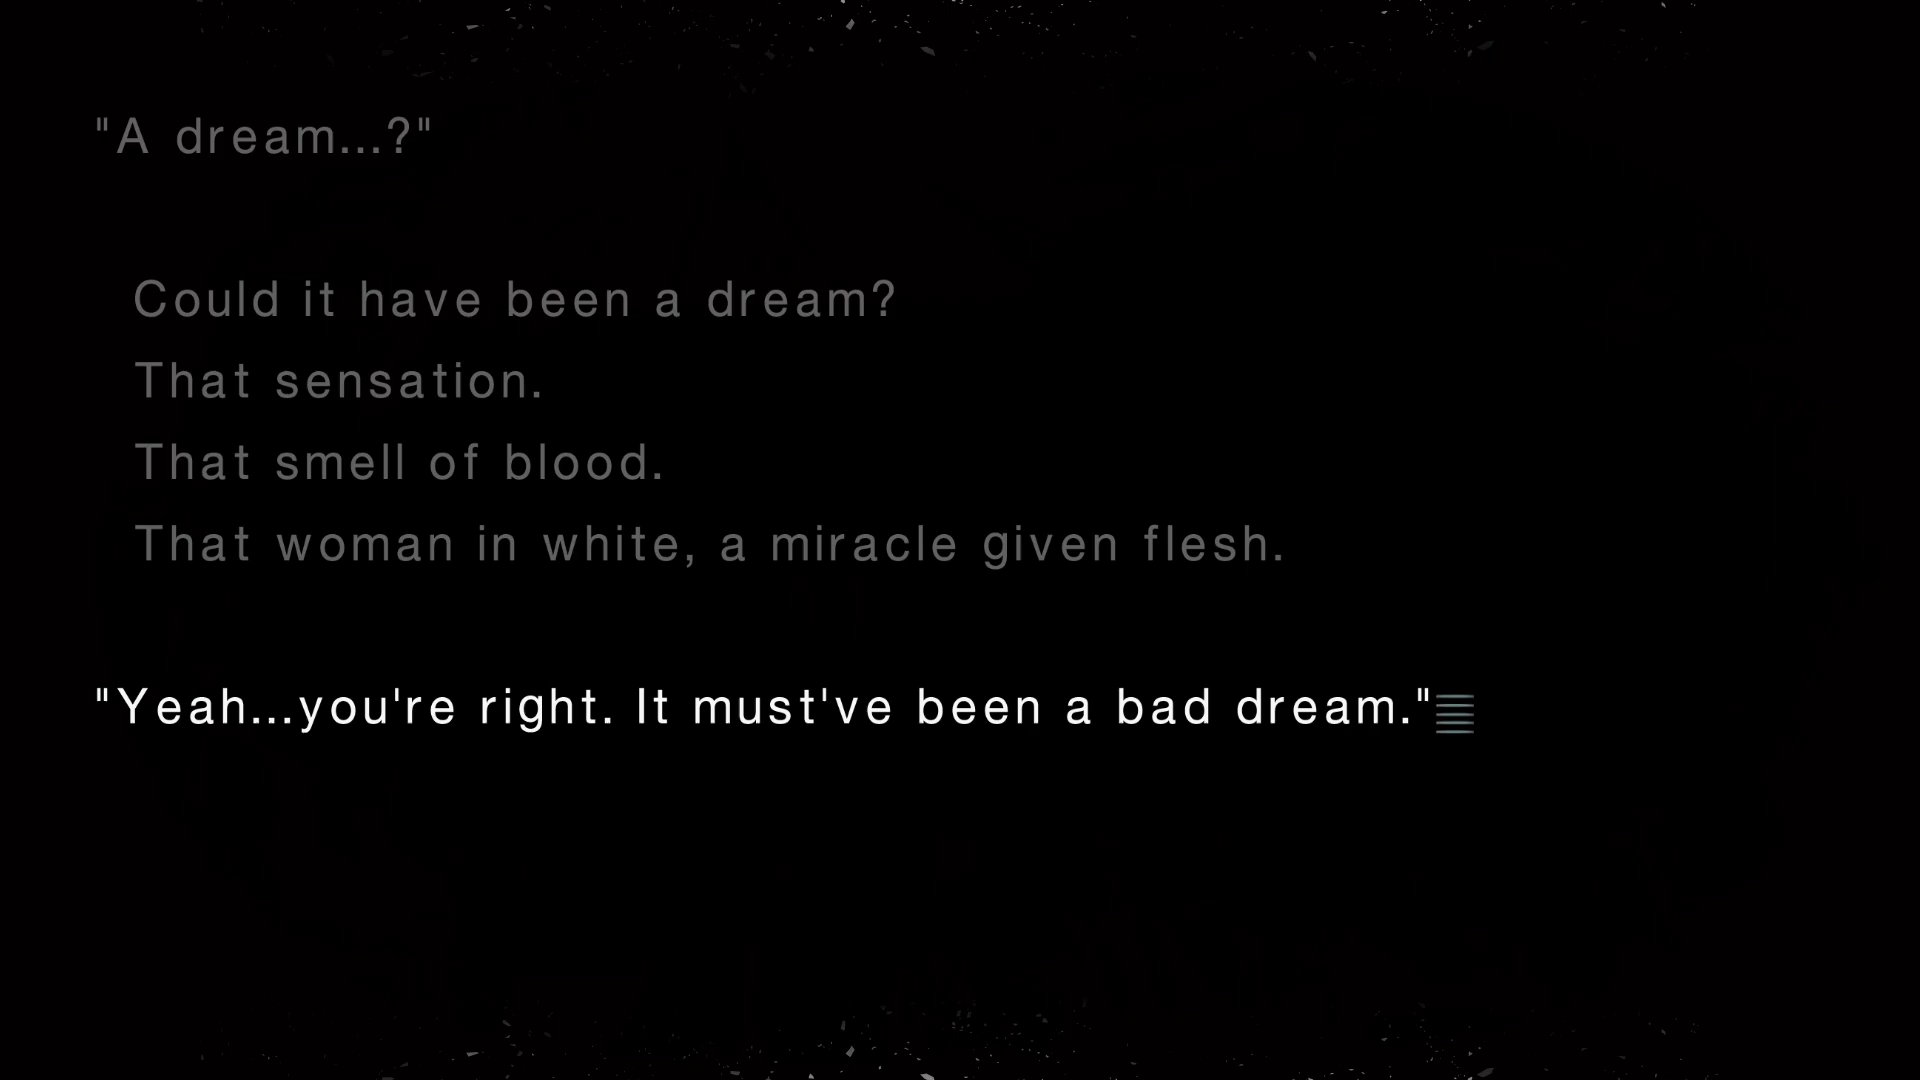 "A dream...?"
Could it have been a dream?
That sensation.
That smell of blood.
That woman in white, a miracle given flesh.
"Yeah...you're right. It must've been a bad dream."